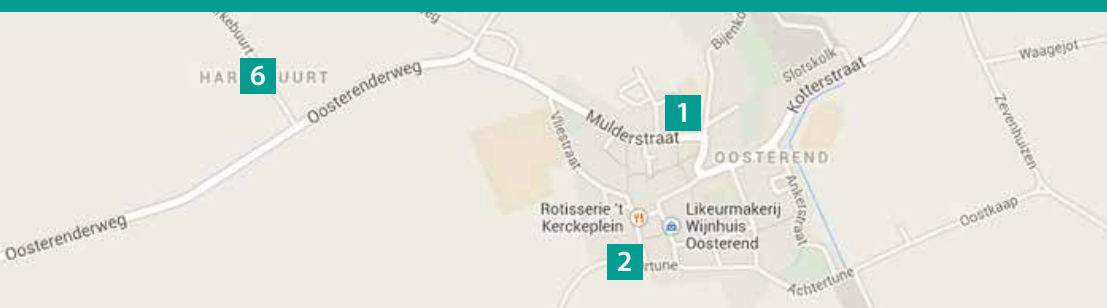 6
HAR
UURT
Oosterenderweg
Oosterenderweg
Vliestraat
Mulderstraat
1
Slotskolk
Kotterstraat
Waagejot
Zevenhuizen
OOSTEREND
Ankerstraat
Oostkaap
Rotisserie 't
Kerckeplein
Likeurmakerij
Wijnhuis
Oosterend
2
rtune
Achtertune